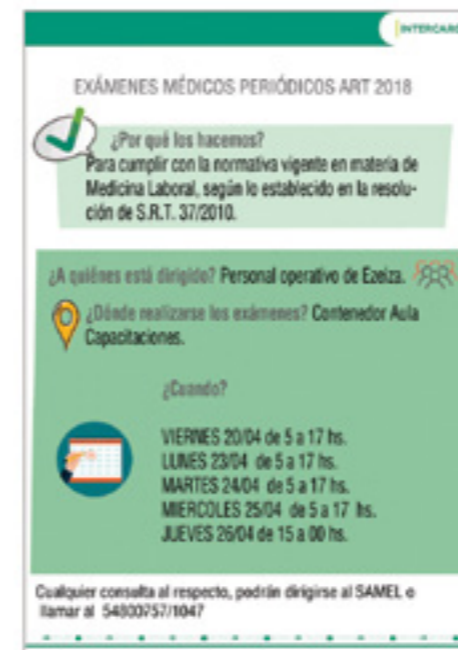 INTERCARGO
EXÁMENES MÉDICOS PERIÓDICOS ART 2018
¿Por qué los hacemos?
Para cumplir con la normativa vigente en materia de
Medicina Laboral, según lo establecido en la resolu-
ción de S.R.T. 37/2010.
¿A quiénes está dirigido? Personal operativo de Ezeiza.
¿Dónde realizarse los exámenes? Contenedor Aula
Capacitaciones.
¿Cuando?
VIERNES 20/04 de 5 a 17 hs.
LUNES 23/04 de 5 a 17 hs.
MARTES 24/04 de 5 a 17 hs.
MIERCOLES 25/04 de 5 a 17 hs.
JUEVES 26/04 de 15 a 00 hs.
Cualquier consulta al respecto, podrán dirigirse al SAMEL o
llamar al 54800757/1047